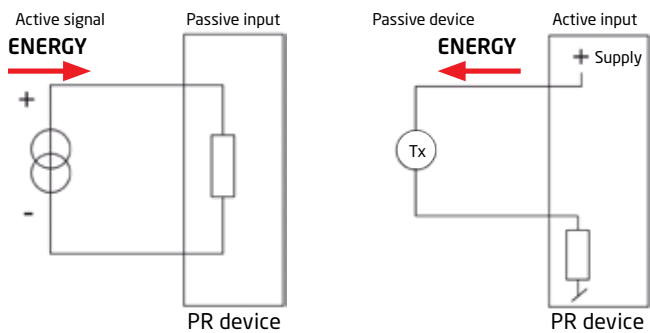 Active signal
Passive input
ENERGY
+
-
PR device
Passive device
Active input
ENERGY
+ Supply
Tx
PR device